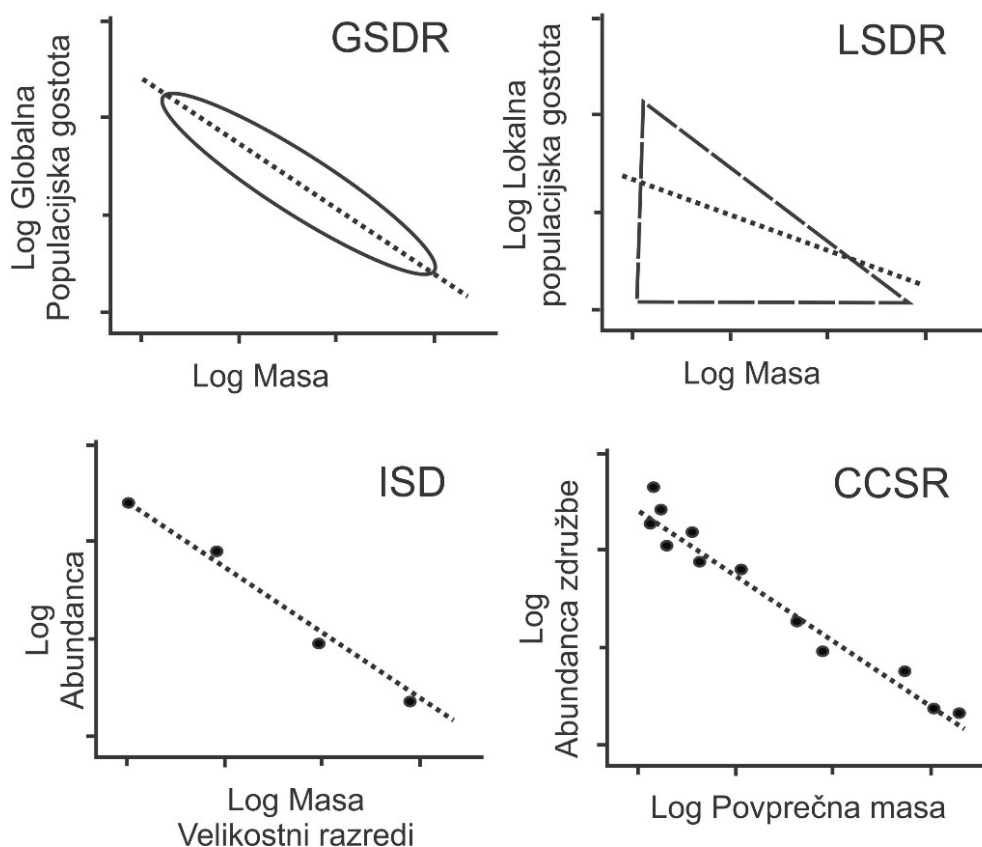 GSDR
Log Globalna
Populacijska gostota
Log Masa
LSDR
Log Lokalna
populacijska gostota
Log Masa
ISD
Log
Abundanca
Log Masa
Velikostni razredi
CCSR
Log
Abundanca združbe
Log Povprečna masa